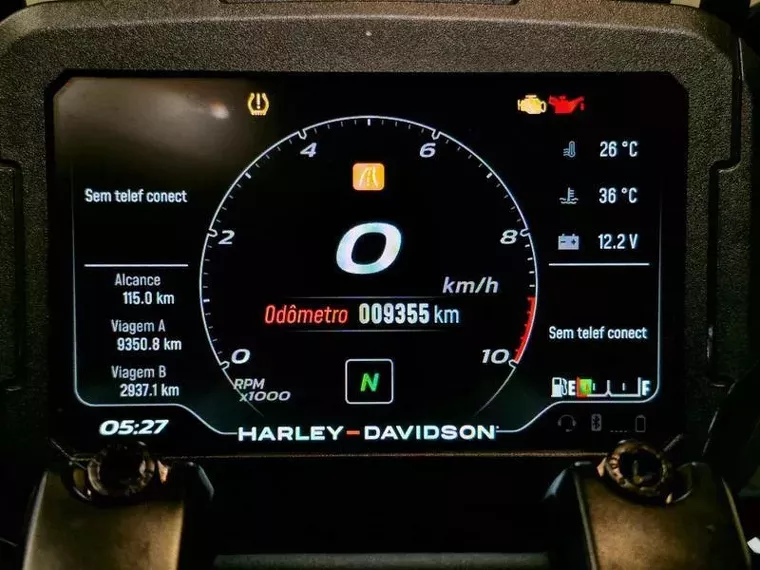 4 6
26 °C
Sem telef conect
36 °C
2 0 8
12.2 V
km/h
Alcance
115.0 km
Odômetro 009355 km
Viagem A
9350.8 km
Sem telef conect
0 10
Viagem B
2937.1 km
RPM
x1000
N
E F
05:27
HARLEY-DAVIDSON